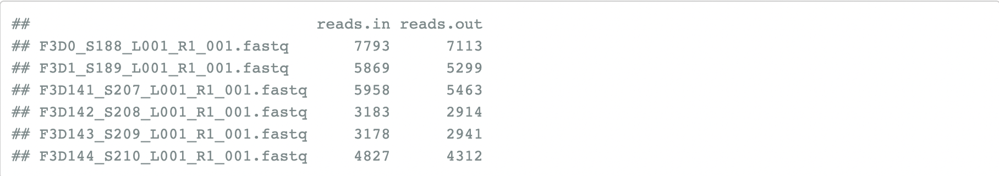 ##                                  reads.in reads.out
## F3D0_S188_L001_R1_001.fastq       7793      7113
## F3D1_S189_L001_R1_001.fastq       5869      5299
## F3D141_S207_L001_R1_001.fastq     5958      5463
## F3D142_S208_L001_R1_001.fastq     3183      2914
## F3D143_S209_L001_R1_001.fastq     3178      2941
## F3D144_S210_L001_R1_001.fastq     4827      4312